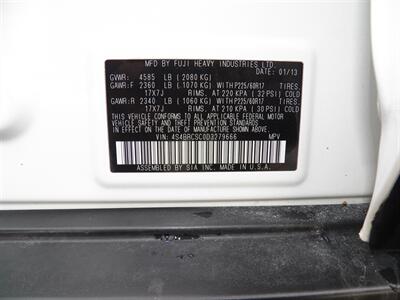 MFD BY FUJI HEAVY INDUSTRIES LTD.
DATE: 01/13
GVWR: 4585 LB (2080 KG)
GAWR:F 2360 LB (1070 KG) WITH P225/60R17 TIRES.
17X7J RIMS. AT 220 KPA (32 PSI) COLD
GAWR:R 2340 LB (1060 KG) WITH P225/60R17 TIRES.
17X7J RIMS. AT 210 KPA (30 PSI) COLD
THIS VEHICLE CONFORMS TO ALL APPLICABLE FEDERAL MOTOR
VEHICLE SAFETY, BUMPER AND THEFT PREVENTION STANDARDS
IN EFFECT ON THE DATE OF MANUFACTURE SHOWN ABOVE.
VIN: 4S4BRCSC0D3279666 MPV
ASSEMBLED BY SIA INC. MADE IN U.S.A.